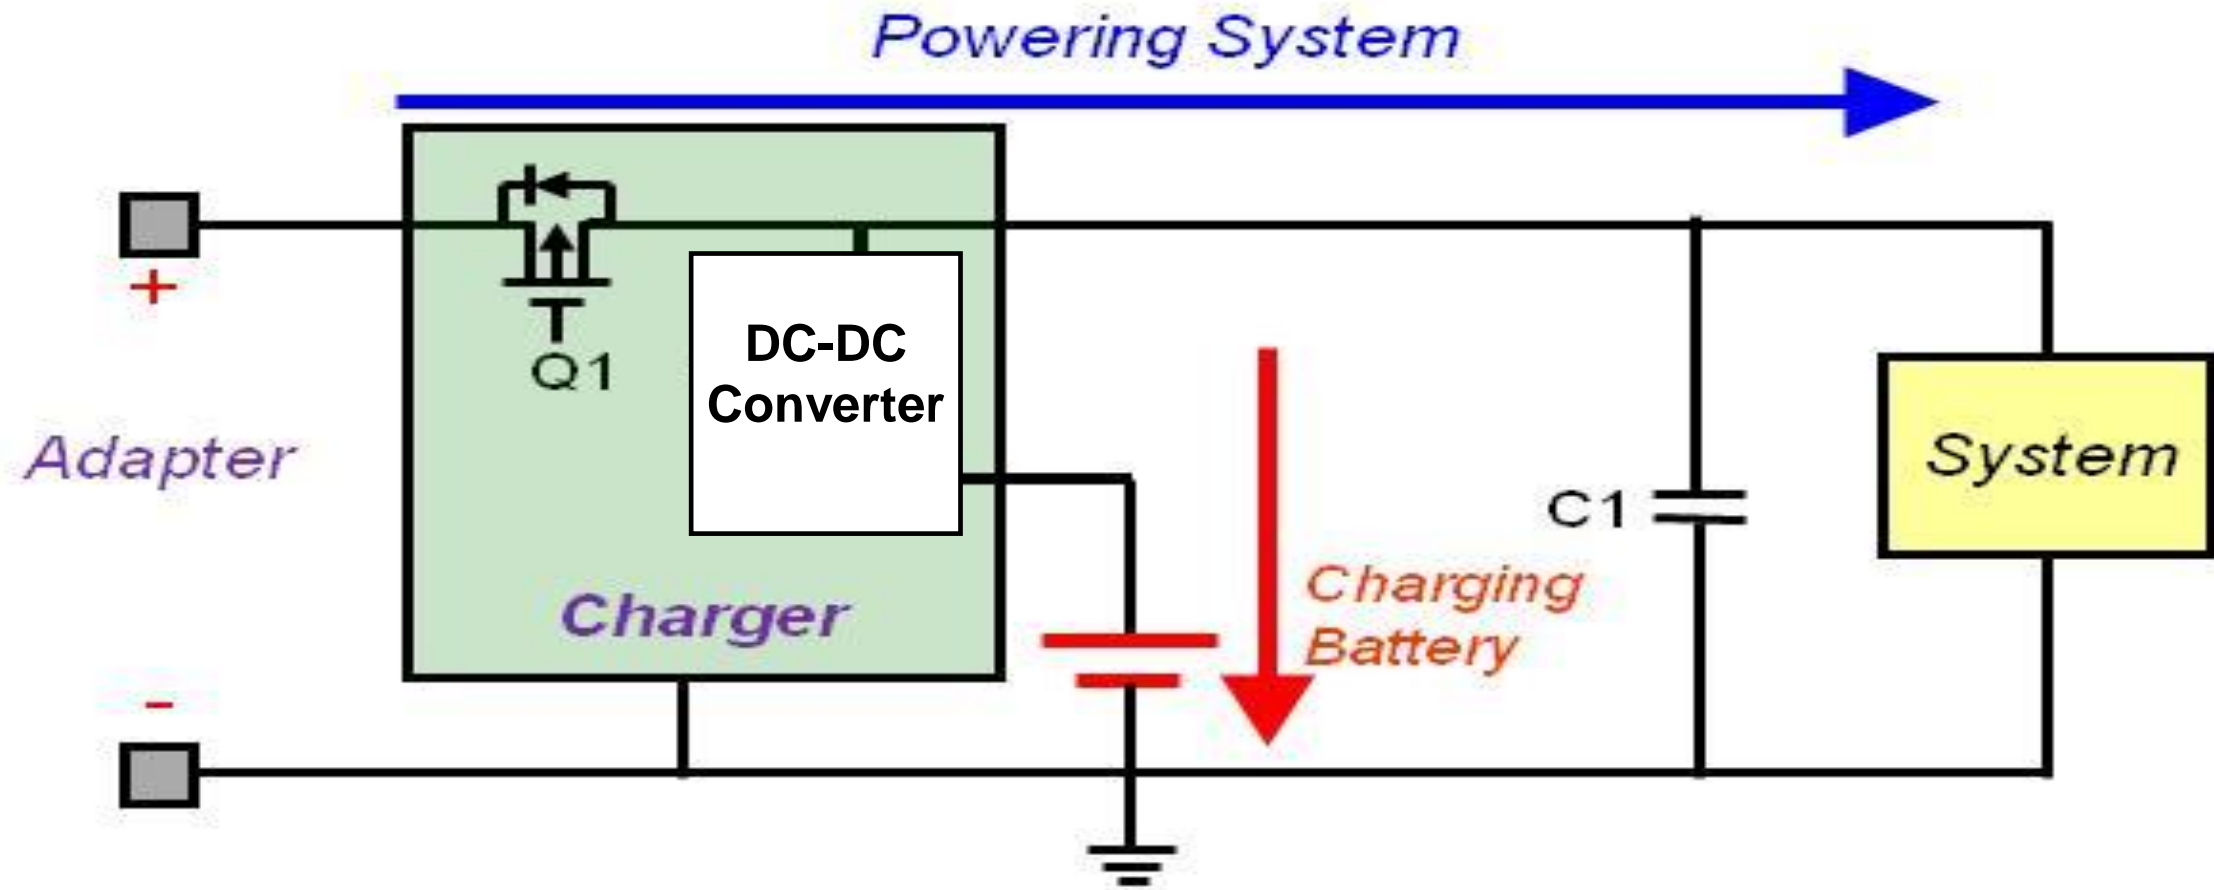 Powering System
+
Q1
DC-DC
Converter
Adapter
System
C1
Charging
Battery
Charger
-